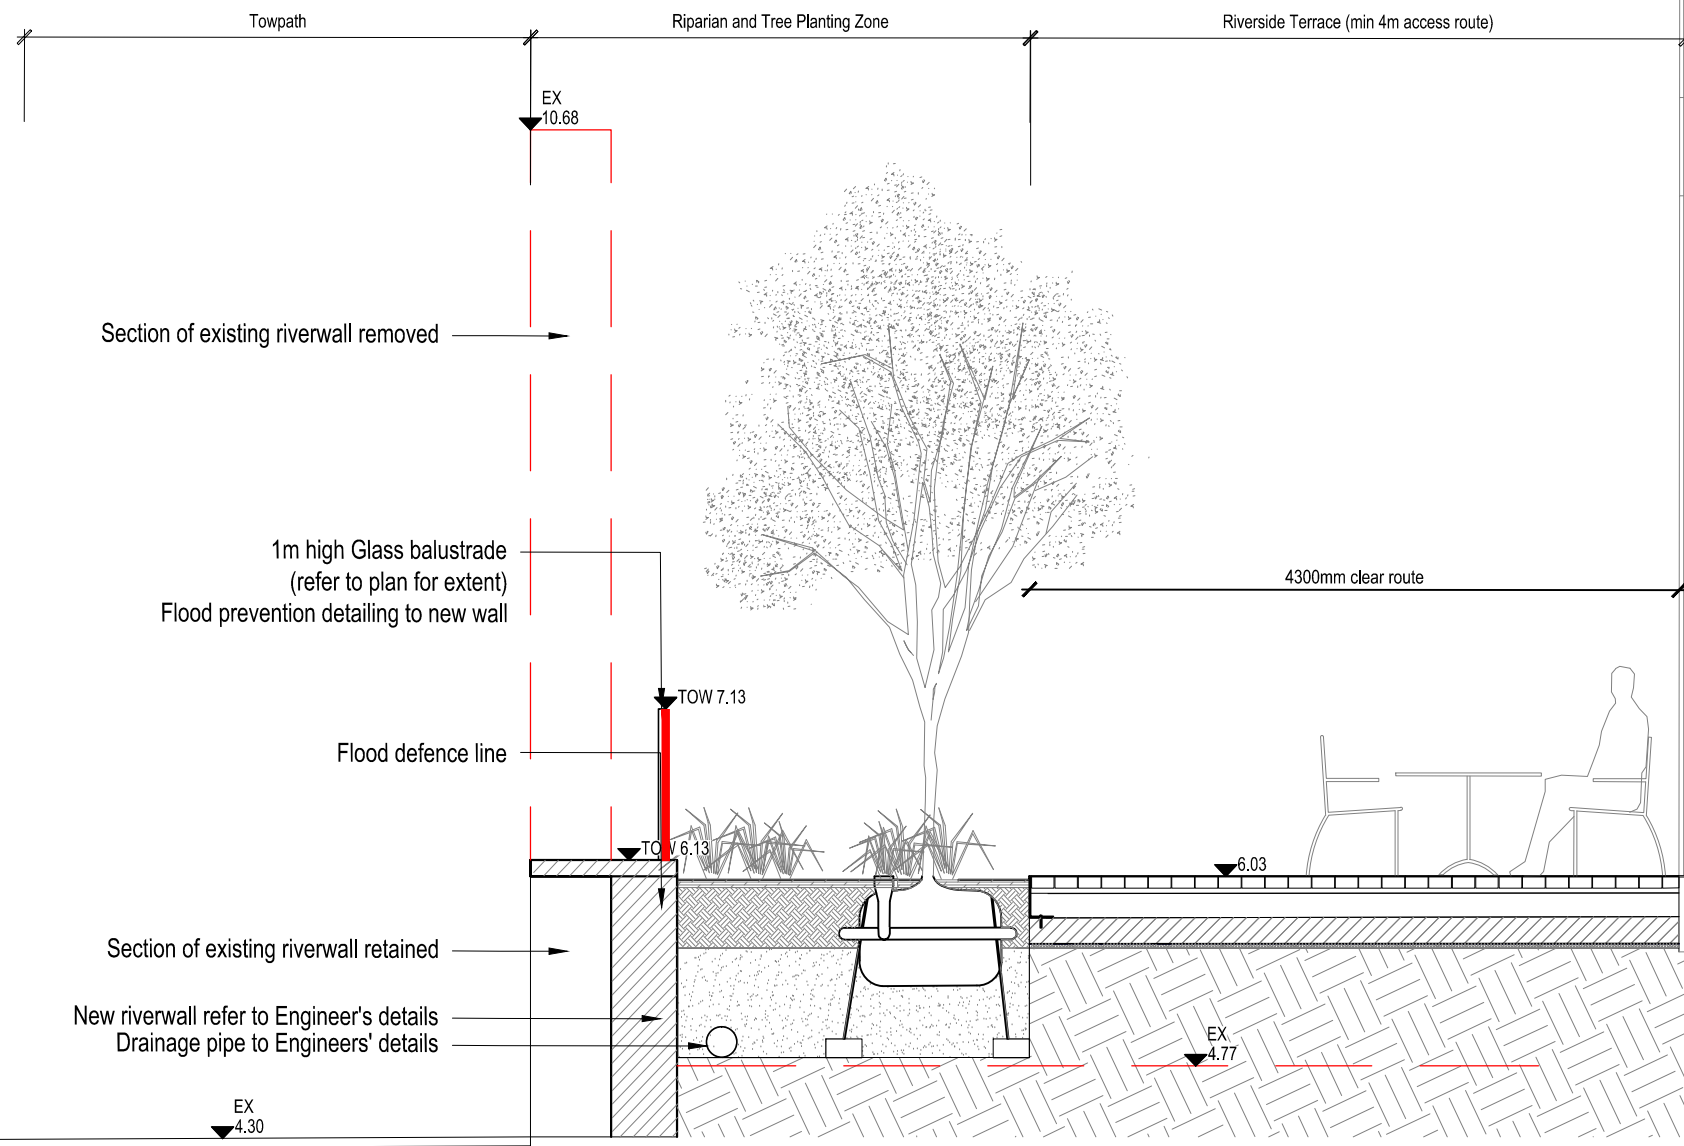 Towpath
Riparian and Tree Planting Zone
Riverside Terrace (min 4m access route)
EX
10.68
Section of existing riverwall removed
1m high Glass balustrade
(refer to plan for extent)
Flood prevention detailing to new wall
4300mm clear route
TOW 7.13
Flood defence line
TOW 6.13
6.03
Section of existing riverwall retained
New riverwall refer to Engineer's details
Drainage pipe to Engineers' details
EX
4.77
EX
4.30